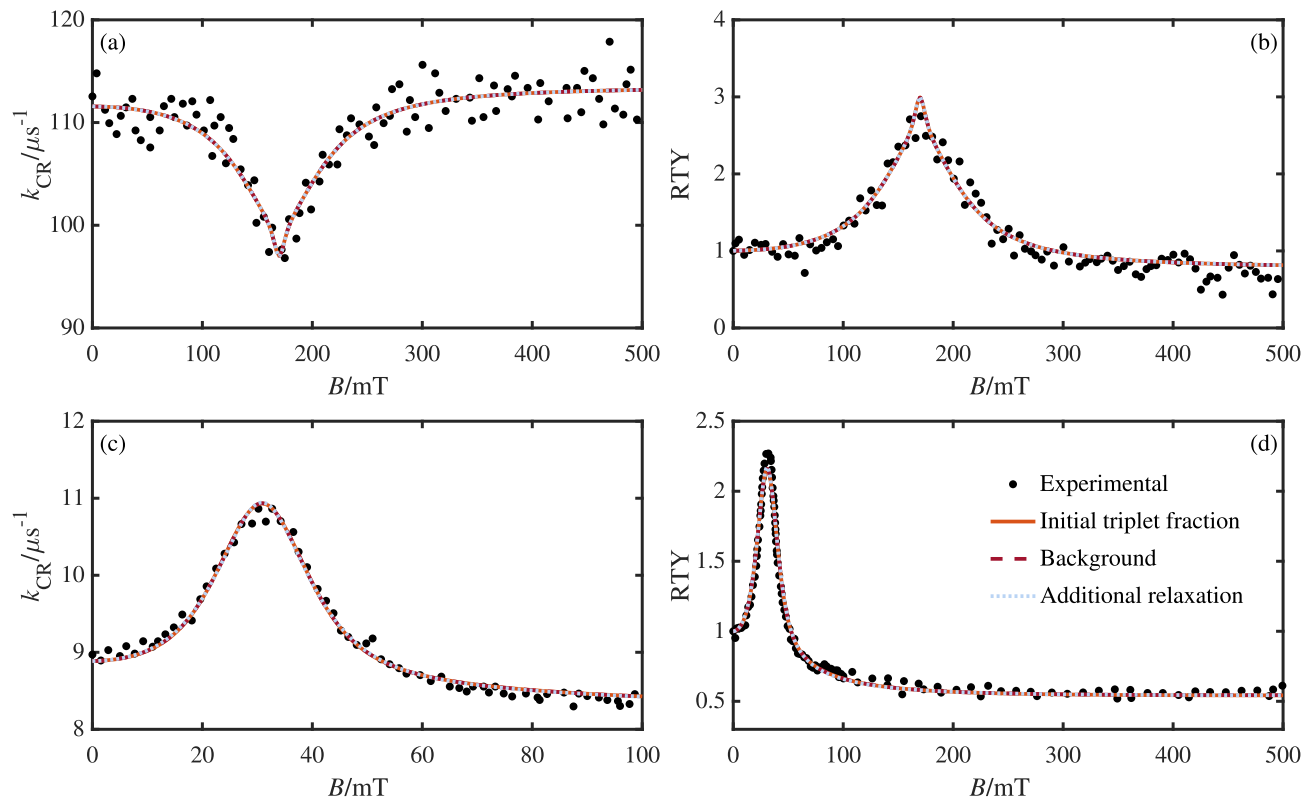 (a)
120
110
100
90
k_CR/μs⁻¹
0 100 200 300 400 500
B/mT
(b)
4
3
2
1
0
RTY
0 100 200 300 400 500
B/mT
(c)
12
11
10
9
8
k_CR/μs⁻¹
0 20 40 60 80 100
B/mT
(d)
2.5
2
1.5
1
0.5
RTY
Experimental
Initial triplet fraction
Background
Additional relaxation
0 100 200 300 400 500
B/mT